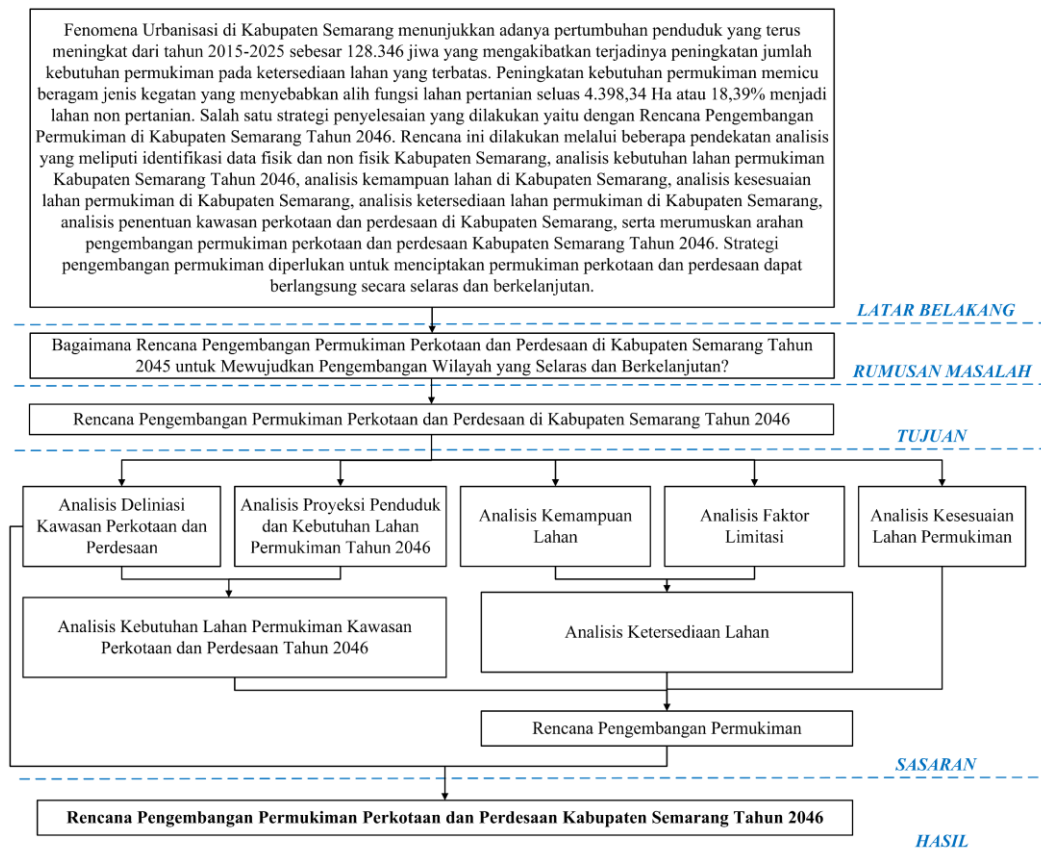 Fenomena Urbanisasi di Kabupaten Semarang menunjukkan adanya pertumbuhan penduduk yang terus
meningkat dari tahun 2015-2025 sebesar 128.346 jiwa yang mengakibatkan terjadinya peningkatan jumlah
kebutuhan permukiman pada ketersediaan lahan yang terbatas. Peningkatan kebutuhan permukiman memicu
beragam jenis kegatan yang menyebabkan alih fungsi lahan pertanian seluas 4.398,34 Ha atau 18,39% menjadi
lahan non pertanian. Salah satu strategi penyelesaian yang dilakukan yaitu dengan Rencana Pengembangan
Permukiman di Kabupaten Semarang Tahun 2046. Rencana ini dilakukan melalui beberapa pendekatan analisis
yang meliputi identifikasi data fisik dan non fisik Kabupaten Semarang, analisis kebutuhan lahan permukiman
Kabupaten Semarang Tahun 2046, analisis kemampuan lahan di Kabupaten Semarang, analisis kesesuaian
lahan permukiman di Kabupaten Semarang, analisis ketersediaan lahan permukiman di Kabupaten Semarang,
analisis penentuan kawasan perkotaan dan perdesaan di Kabupaten Semarang, serta merumuskan arahan
pengembangan permukiman perkotaan dan perdesaan Kabupaten Semarang Tahun 2046. Strategi
pengembangan permukiman diperlukan untuk menciptakan permukiman perkotaan dan perdesaan dapat
berlangsung secara selaras dan berkelanjutan.
LATAR BELAKANG
Bagaimana Rencana Pengembangan Permukiman Perkotaan dan Perdesaan di Kabupaten Semarang Tahun
2045 untuk Mewujudkan Pengembangan Wilayah yang Selaras dan Berkelanjutan?
RUMUSAN MASALAH
Rencana Pengembangan Permukiman Perkotaan dan Perdesaan di Kabupaten Semarang Tahun 2046
TUJUAN
Analisis Deliniasi
Kawasan Perkotaan dan
Perdesaan
Analisis Proyeksi Penduduk
dan Kebutuhan Lahan
Permukiman Tahun 2046
Analisis Kemampuan
Lahan
Analisis Faktor
Limitasi
Analisis Kesesuaian
Lahan Permukiman
Analisis Kebutuhan Lahan Permukiman Kawasan
Perkotaan dan Perdesaan Tahun 2046
Analisis Ketersediaan Lahan
Rencana Pengembangan Permukiman
SASARAN
Rencana Pengembangan Permukiman Perkotaan dan Perdesaan Kabupaten Semarang Tahun 2046
HASIL